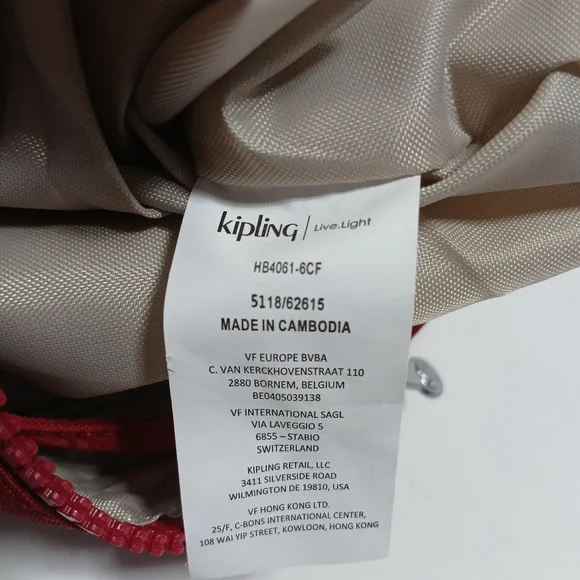 kipling | Live.Light
HB4061-6CF
5118/62615
MADE IN CAMBODIA
VF EUROPE BVBA
C. VAN KERCKHOVENSTRAAT 110
2880 BORNEM, BELGIUM
BE0405039138
VF INTERNATIONAL SAGL
VIA LAVEGGIO 5
6855 – STABIO
SWITZERLAND
KIPLING RETAIL, LLC
3411 SILVERSIDE ROAD
WILMINGTON DE 19810, USA
VF HONG KONG LTD.
25/F, C-BONS INTERNATIONAL CENTER,
108 WAI YIP STREET, KOWLOON, HONG KONG